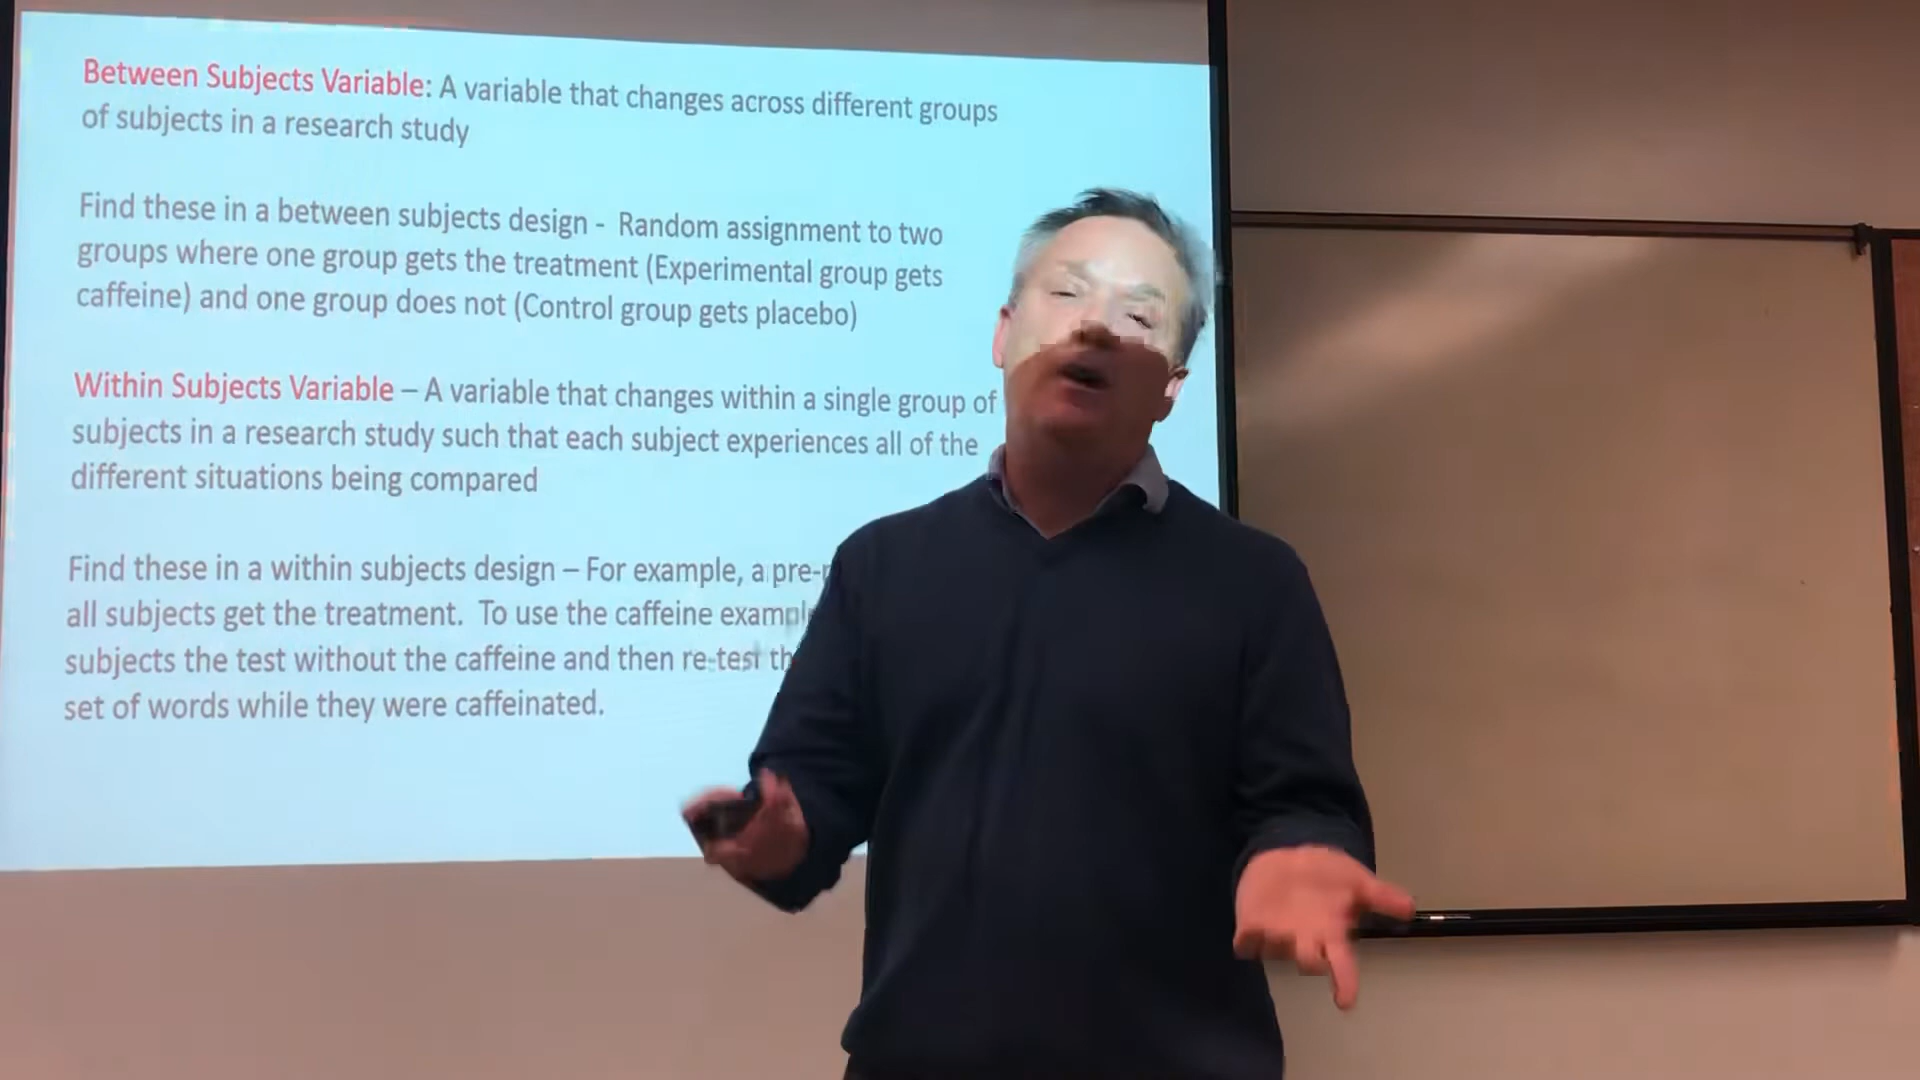 Between Subjects Variable: A variable that changes across different groups
of subjects in a research study
Find these in a between subjects design - Random assignment to two
groups where one group gets the treatment (Experimental group gets
caffeine) and one group does not (Control group gets placebo)
Within Subjects Variable – A variable that changes within a single group of
subjects in a research study such that each subject experiences all of the
different situations being compared
Find these in a within subjects design – For example, a pre-
all subjects get the treatment. To use the caffeine
subjects the test without the caffeine and then re-test
set of words while they were caffeinated.